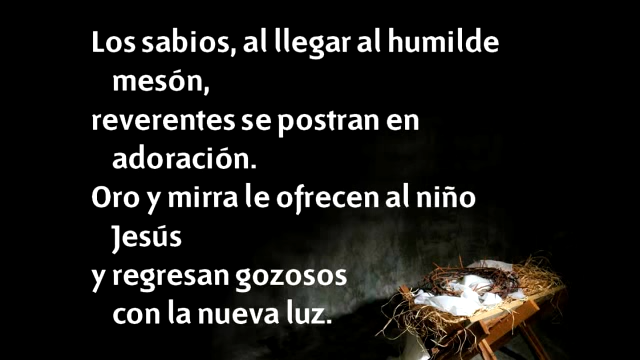 Los sabios, al llegar al humilde
mesón,
reverentes se postran en
adoración.
Oro y mirra le ofrecen al niño
Jesús
y regresan gozosos
con la nueva luz.